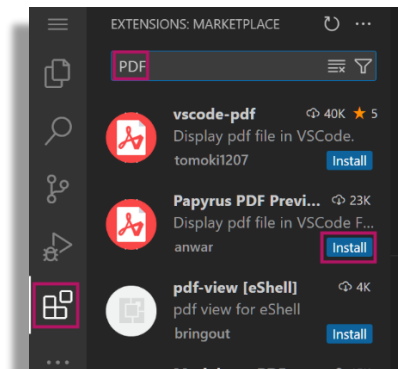 EXTENSIONS: MARKETPLACE
PDF
vscode-pdf 40K ★ 5
Display pdf file in VSCode.
tomoki1207 Install
Papyrus PDF Previ... 23K
Display pdf file in VSCode F...
anwar Install
pdf-view [eShell] 4K
pdf view for eShell
bringout Install